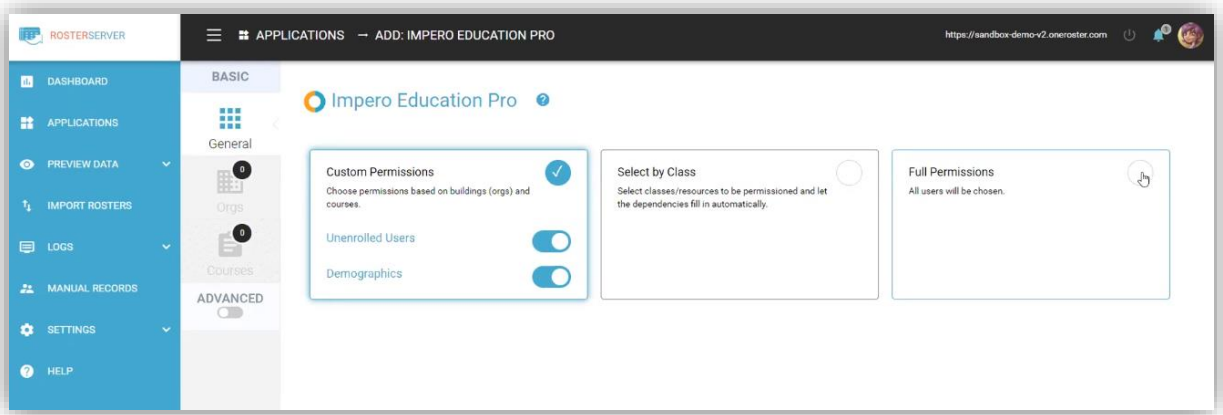 ROSTERSERVER
APPLICATIONS → ADD: IMPERO EDUCATION PRO
https://sandbox-demo-v2.oneroster.com
0
DASHBOARD
APPLICATIONS
PREVIEW DATA
IMPORT ROSTERS
LOGS
MANUAL RECORDS
SETTINGS
HELP
BASIC
General
0
Orgs
0
Courses
ADVANCED
Impero Education Pro ?
Custom Permissions
Choose permissions based on buildings (orgs) and
courses.
Unenrolled Users
Demographics
Select by Class
Select classes/resources to be permissioned and let
the dependencies fill in automatically.
Full Permissions
All users will be chosen.